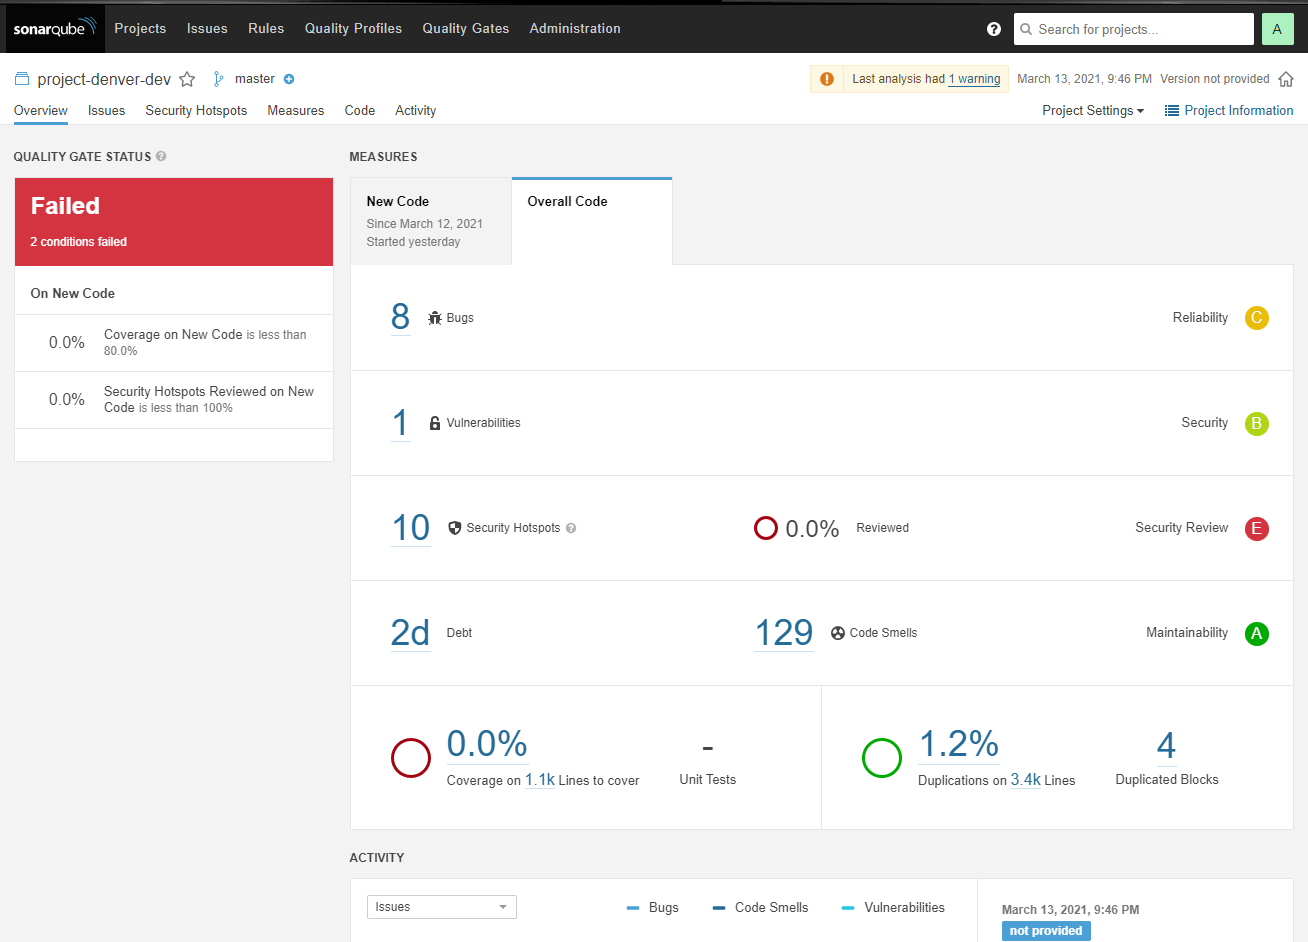 sonarqube Projects Issues Rules Quality Profiles Quality Gates Administration ? Search for projects... A
project-denver-dev master Last analysis had 1 warning March 13, 2021, 9:46 PM Version not provided
Overview Issues Security Hotspots Measures Code Activity Project Settings Project Information
QUALITY GATE STATUS ?
Failed
2 conditions failed
On New Code
0.0% Coverage on New Code is less than
80.0%
0.0% Security Hotspots Reviewed on New
Code is less than 100%
MEASURES
New Code
Since March 12, 2021
Started yesterday
Overall Code
8 Bugs Reliability C
1 Vulnerabilities Security B
10 Security Hotspots ? 0.0% Reviewed Security Review E
2d Debt 129 Code Smells Maintainability A
0.0%
Coverage on 1.1k Lines to cover
-
Unit Tests
1.2%
Duplications on 3.4k Lines
4
Duplicated Blocks
ACTIVITY
Issues Bugs Code Smells Vulnerabilities
March 13, 2021, 9:46 PM
not provided